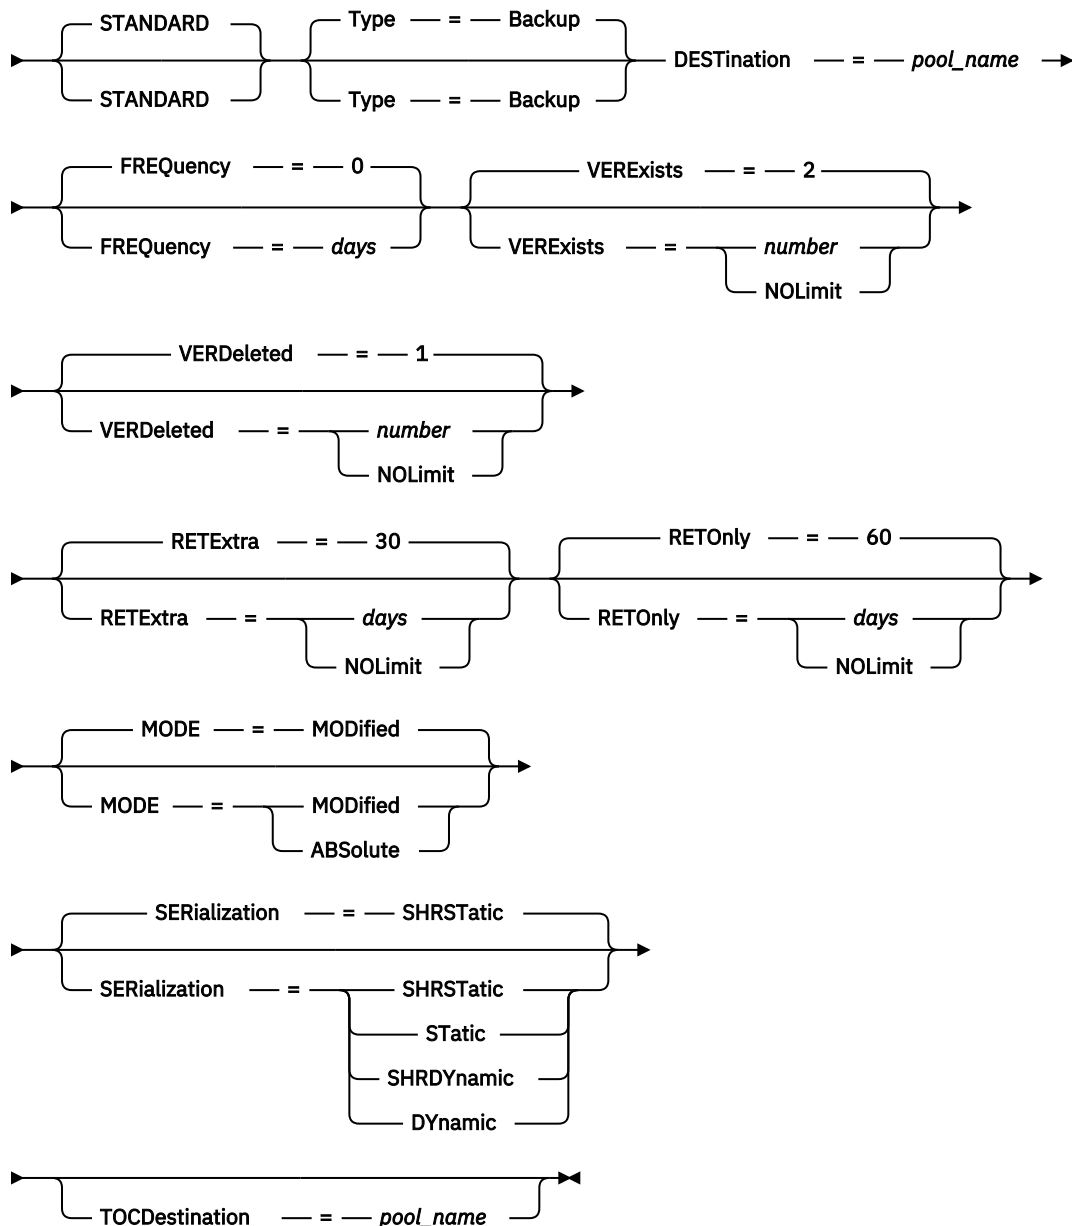 STANDARD
STANDARD
Type = Backup
Type = Backup
DESTination = pool_name
FREQuency = 0
FREQuency = days
VERExists = 2
VERExists = number
NOLimit
VERDeleted = 1
VERDeleted = number
NOLimit
RETExtra = 30
RETExtra = days
NOLimit
RETOnly = 60
RETOnly = days
NOLimit
MODE = MODified
MODE = MODified
ABSolute
SERialization = SHRSTatic
SERialization = SHRSTatic
STatic
SHRDYnamic
DYnamic
TOCDestination = pool_name